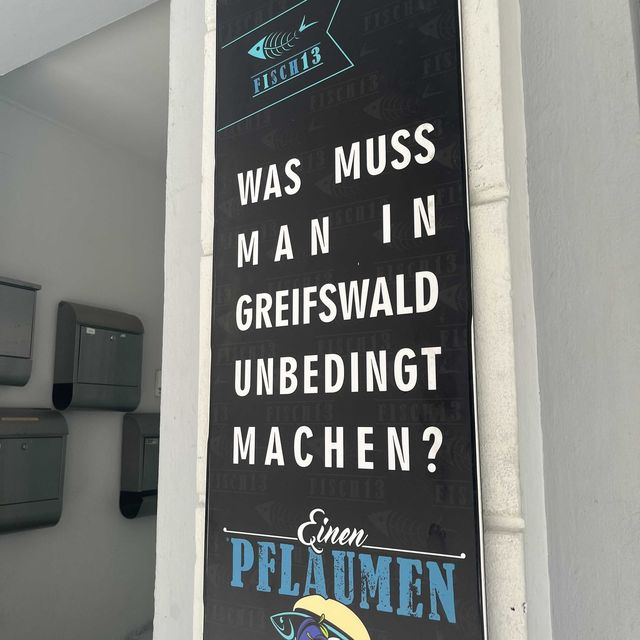 FISCH13
WAS MUSS
MAN IN
GREIFSWALD
UNBEDINGT
MACHEN?
Einen
PFLAUMEN